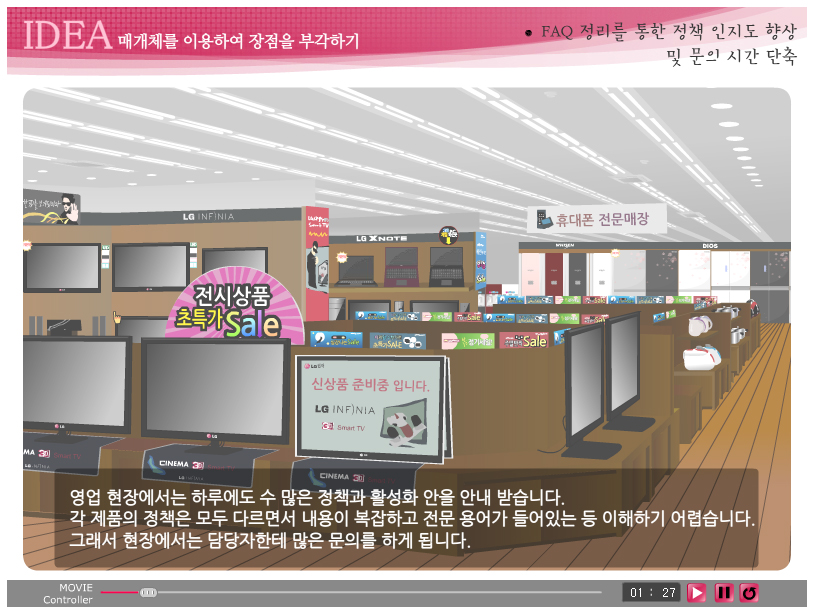 IDEA 매개체를 이용하여 장점을 부각하기
• FAQ 정리를 통한 정책 인지도 향상
및 문의 시간 단축
LG INFINIA
LG XNOTE
휴대폰 전문매장
DIOS
전시상품
초특가 Sale
Sale
신상품 준비중 입니다.
LG INFINIA
3D Smart TV
CINEMA 3D Smart TV
CINEMA 3D
영업 현장에서는 하루에도 수 많은 정책과 활성화 안을 안내 받습니다.
각 제품의 정책은 모두 다르면서 내용이 복잡하고 전문 용어가 들어있는 등 이해하기 어렵습니다.
그래서 현장에서는 담당자한테 많은 문의를 하게 됩니다.
MOVIE
Controller
01 : 27